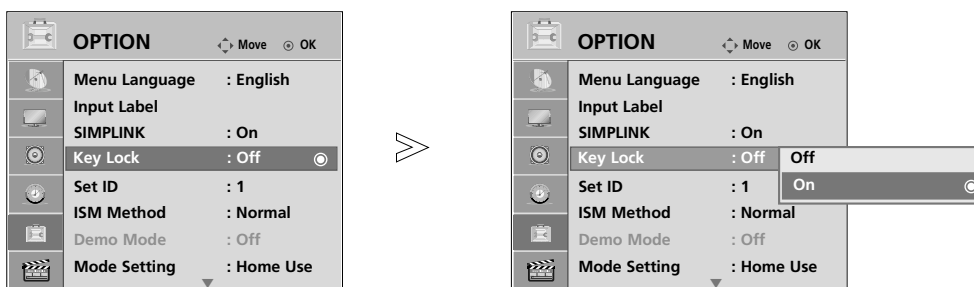 OPTION Move OK
Menu Language : English
Input Label
SIMPLINK : On
Key Lock : Off
Set ID : 1
ISM Method : Normal
Demo Mode : Off
Mode Setting : Home Use
OPTION Move OK
Menu Language : English
Input Label
SIMPLINK : On
Key Lock : Off
Set ID : 1
ISM Method : Normal
Demo Mode : Off
Mode Setting : Home Use
Off
On